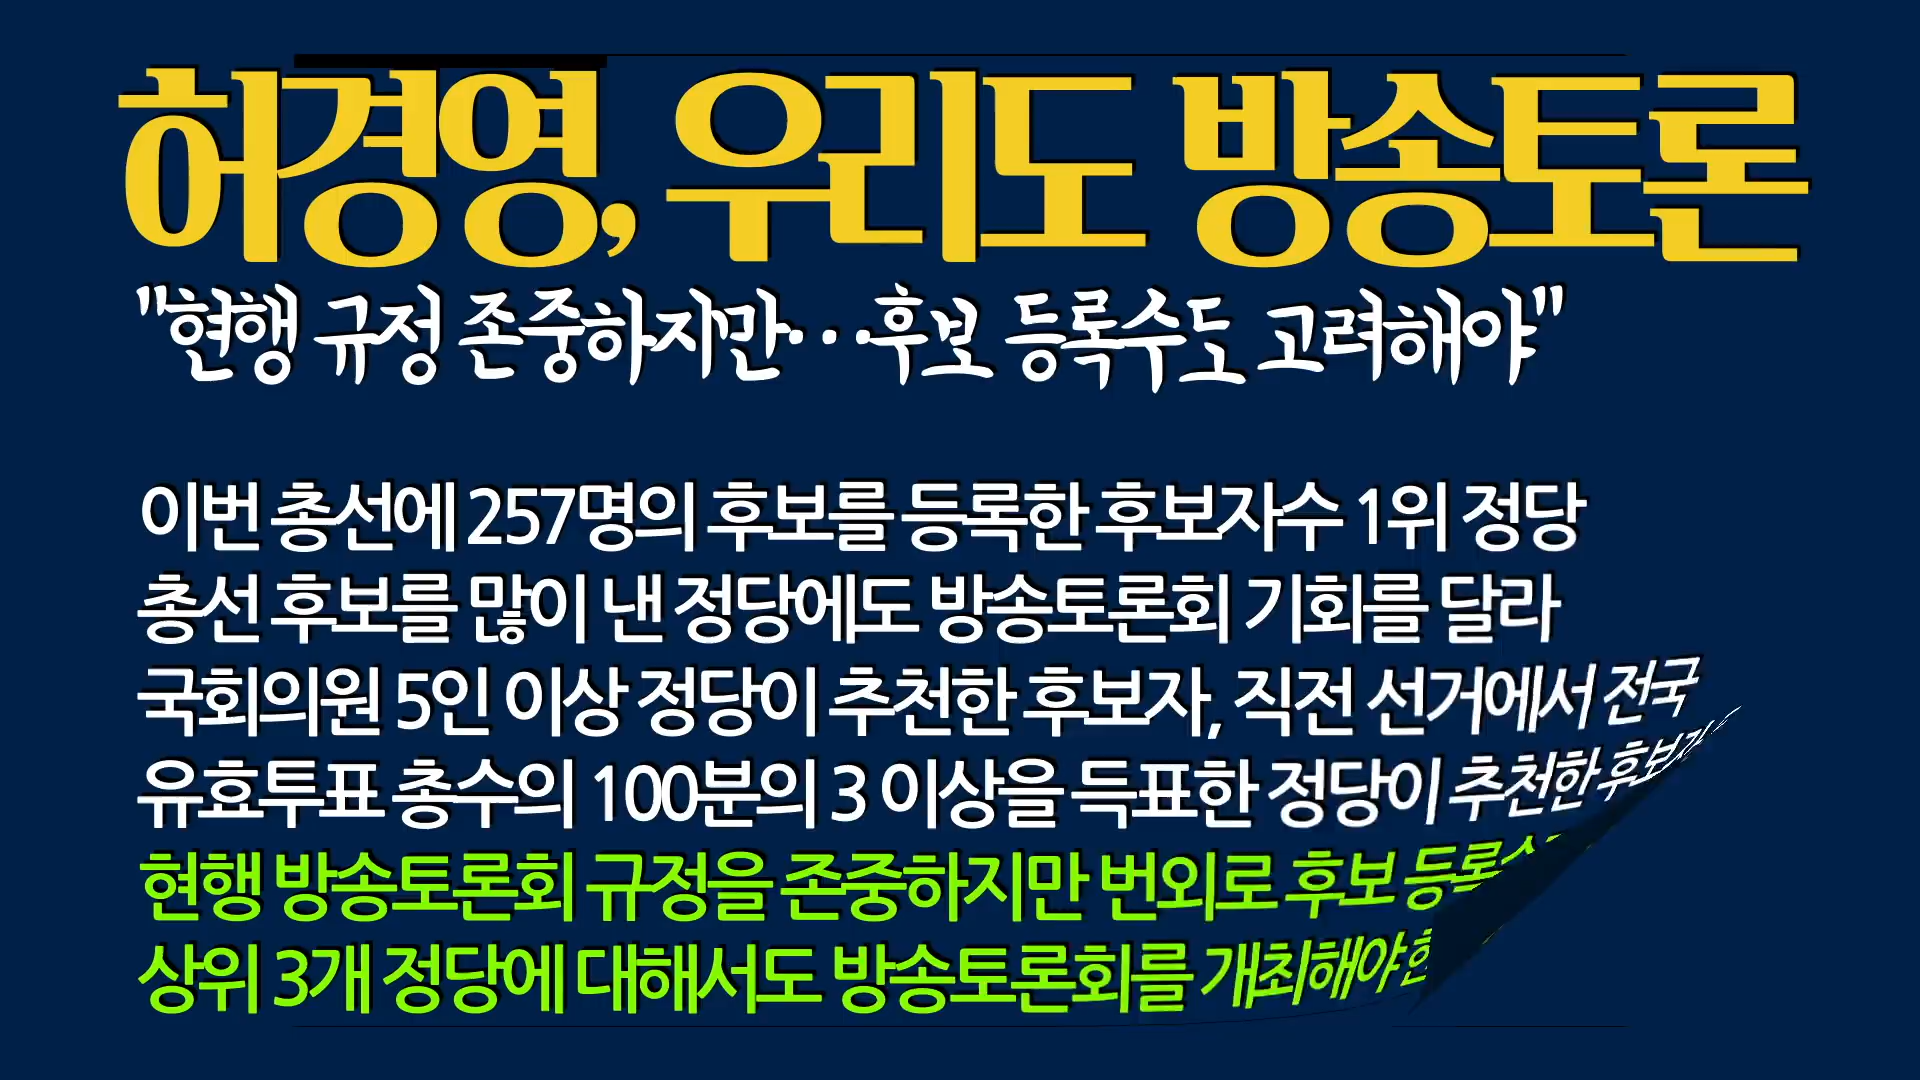 허경영, 우리도 방송토론
"현행 규정 존중하지만…후보 등록수도 고려해야"
이번 총선에 257명의 후보를 등록한 후보자수 1위 정당
총선 후보를 많이 낸 정당에도 방송토론회 기회를 달라
국회의원 5인 이상 정당이 추천한 후보자, 직전 선거에서 전국
유효투표 총수의 100분의 3 이상을 득표한 정당이 추천한 후보자
현행 방송토론회 규정을 존중하지만 번외로 후보
상위 3개 정당에 대해서도 방송토론회를 개최해야